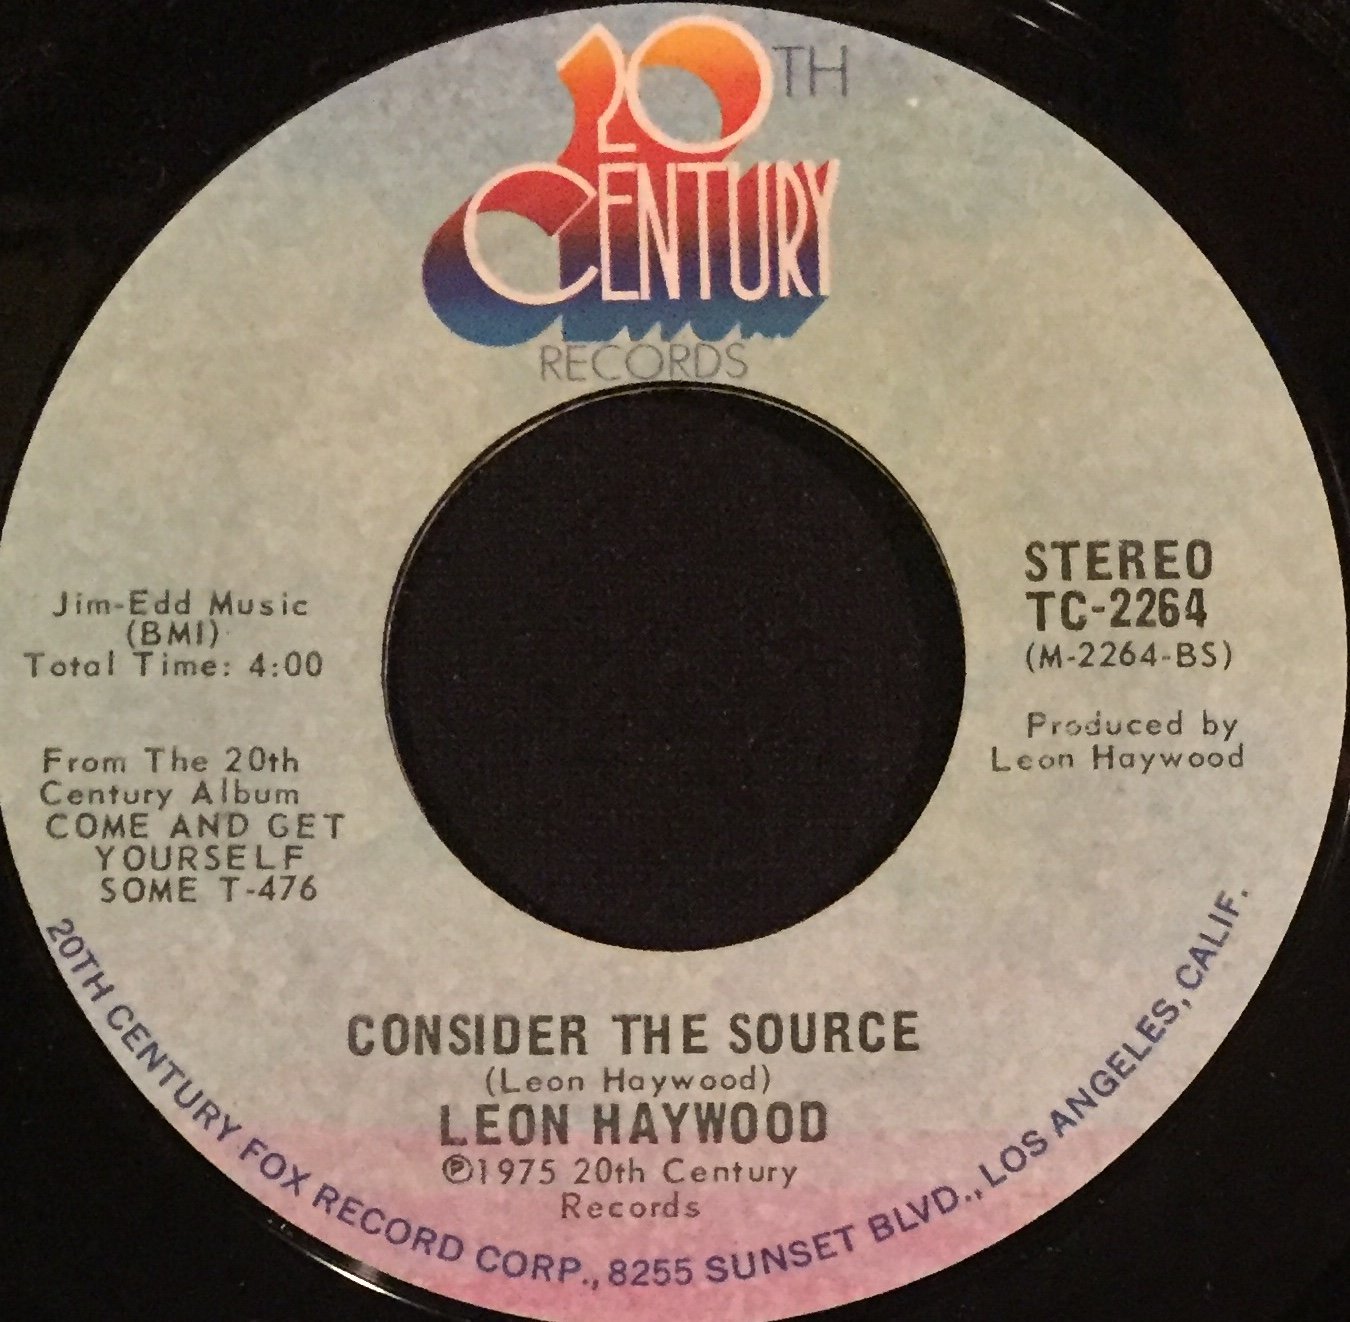 20TH
CENTURY
RECORDS
Jim-Edd Music
(BMI)
Total Time: 4:00
From The 20th
Century Album
COME AND GET
YOURSELF
SOME T-476
STEREO
TC-2264
(M-2264-BS)
Produced by
Leon Haywood
CONSIDER THE SOURCE
(Leon Haywood)
LEON HAYWOOD
℗1975 20th Century
Records
20TH CENTURY FOX RECORD CORP., 8255 SUNSET BLVD., LOS ANGELES, CALIF.